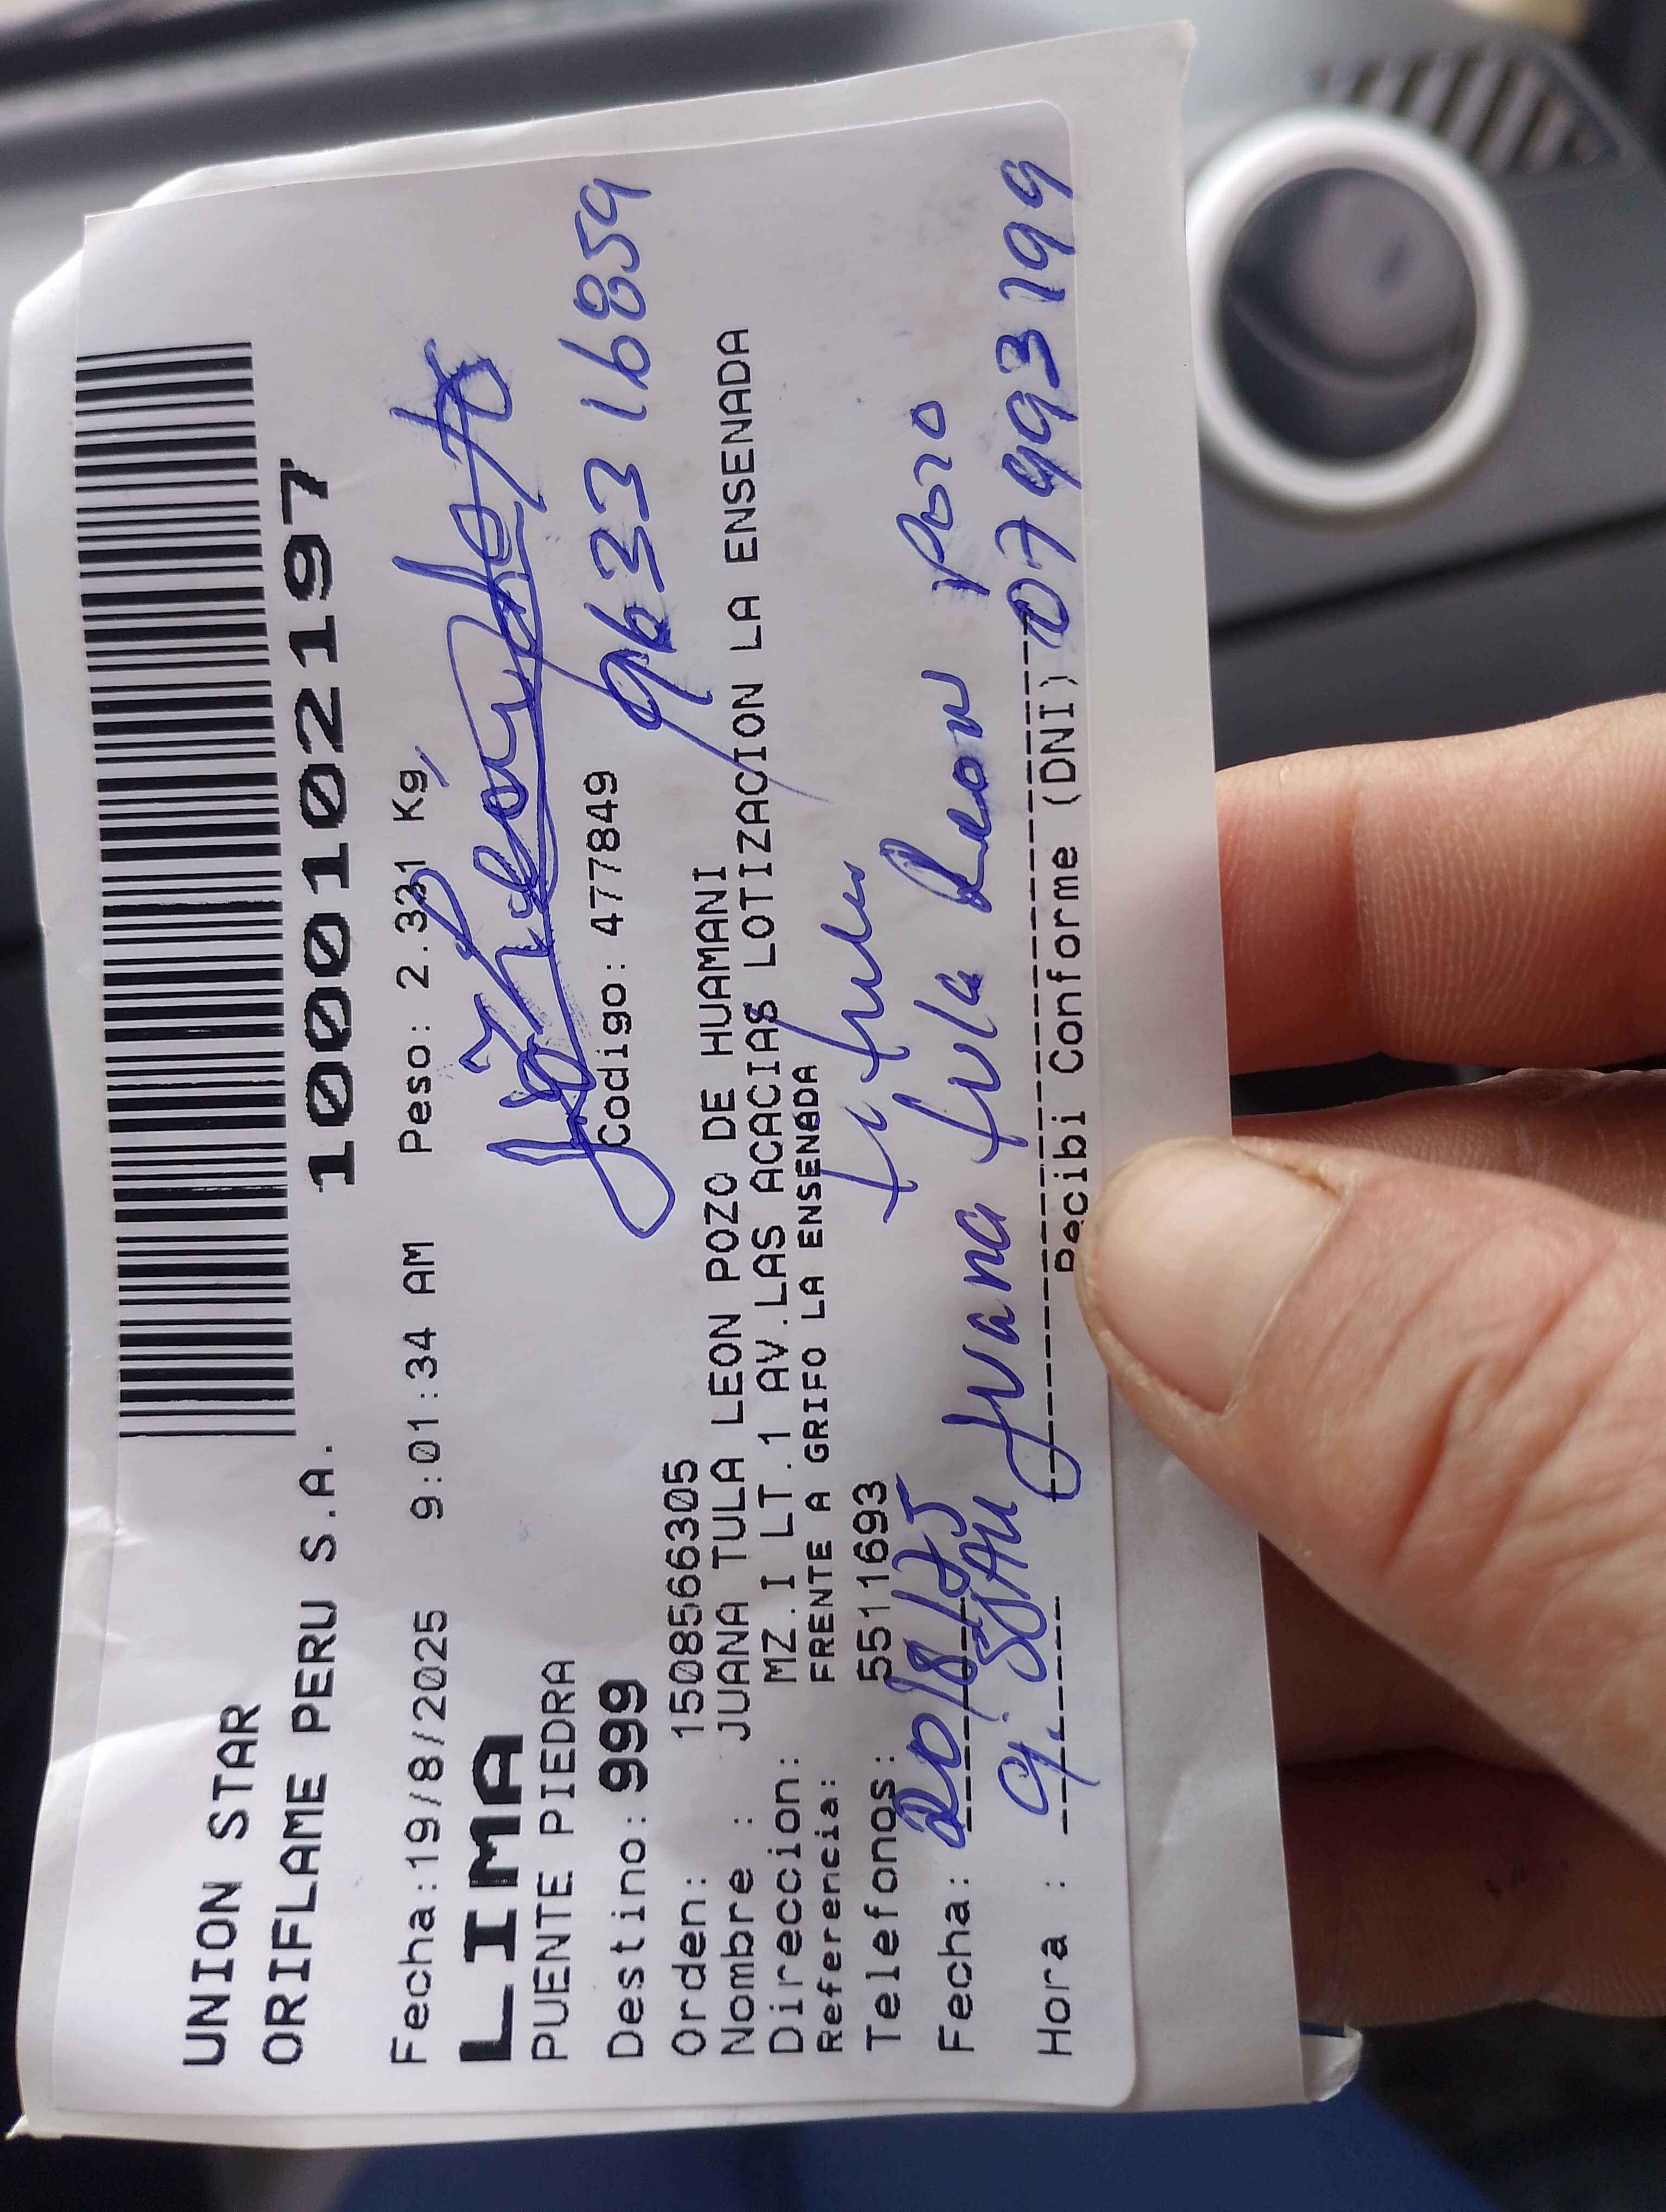 UNION STAR
ORIFLAME PERU S.A.
100102197
Fecha:19/8/2025 9:01:34 AM Peso: 2.331 Kg
LIMA
PUENTE PIEDRA
Destino: 999 Codigo: 477849
963316859
Orden: 1508566305
Nombre : JUANA TULA LEON POZO DE HUAMANI
Direccion: MZ.I LT.1 AV.LAS ACACIAS LOTIZACION LA ENSENADA
Referencia: FRENTE A GRIFO LA ENSENADA
Telefonos: 5511693
Fecha: 20/8/25
Juana Tula Leon Pozo
Hora :
Recibi Conforme (DNI) 07993199